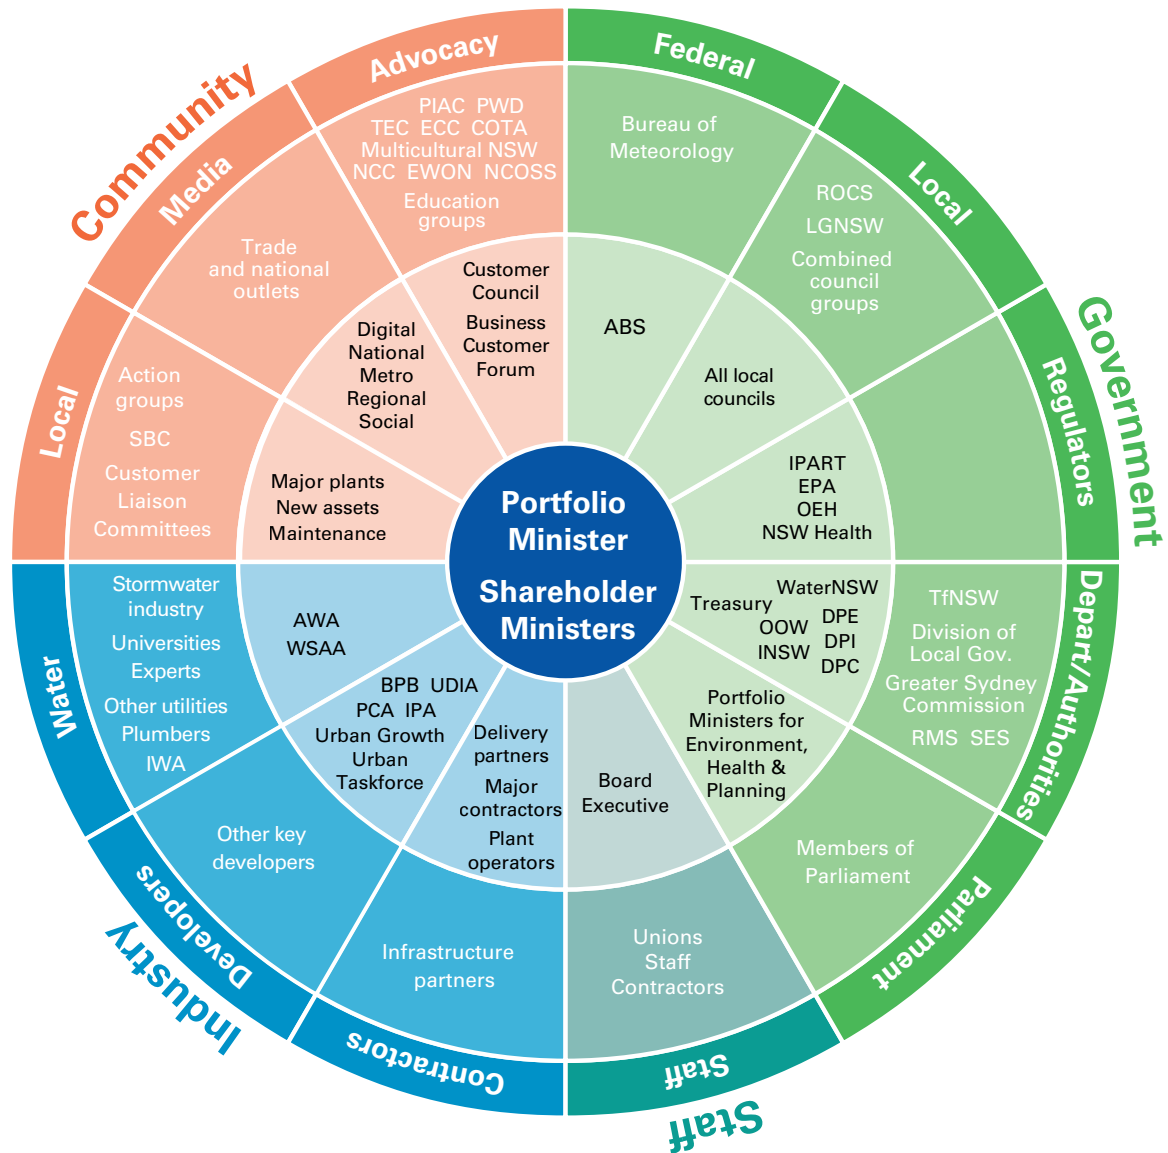 Community
Advocacy
PIAC PWD
TEC ECC COTA
Multicultural NSW
NCC EWON NCOSS
Education
groups
Customer
Council
Business
Customer
Forum
Media
Trade
and national
outlets
Digital
National
Metro
Regional
Social
Local
Action
groups
SBC
Customer
Liaison
Committees
Major plants
New assets
Maintenance
Government
Federal
Bureau of
Meteorology
ABS
Local
ROCS
LGNSW
Combined
council
groups
All local
councils
Regulators
IPART
EPA
OEH
NSW Health
Depart/Authorities
TfNSW
Division of
Local Gov.
Greater Sydney
Commission
RMS SES
WaterNSW
Treasury
OOW
INSW
DPE
DPI
DPC
Parliament
Members of
Parliament
Portfolio
Ministers for
Environment,
Health &
Planning
Portfolio
Minister
Shareholder
Ministers
Staff
Staff
Unions
Staff
Contractors
Board
Executive
Industry
Contractors
Infrastructure
partners
Delivery
partners
Major
contractors
Plant
operators
Developers
Other key
developers
BPB UDIA
PCA IPA
Urban Growth
Urban
Taskforce
Water
Stormwater
industry
Universities
Experts
Other utilities
Plumbers
IWA
AWA
WSAA